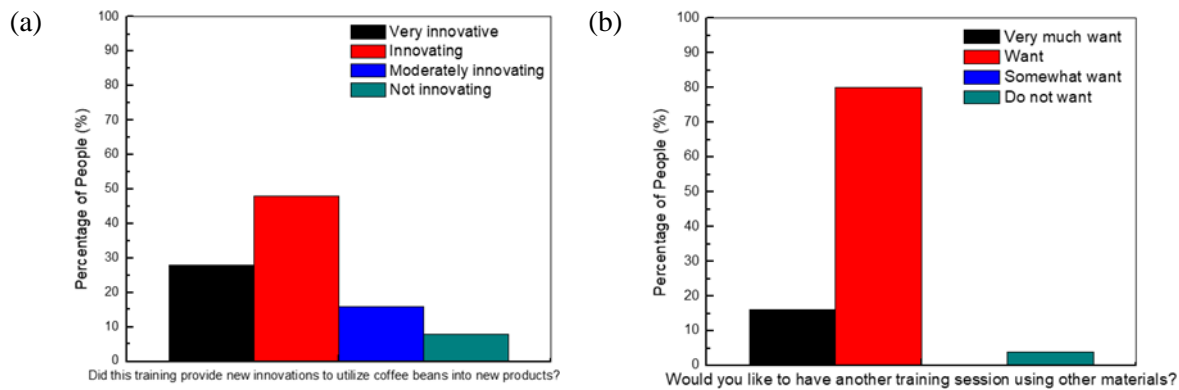 (a)
Percentage of People (%)
100
90
80
70
60
50
40
30
20
10
0
Very innovative
Innovating
Moderately innovating
Not innovating
Did this training provide new innovations to utilize coffee beans into new products?
(b)
Percentage of People (%)
100
90
80
70
60
50
40
30
20
10
0
Very much want
Want
Somewhat want
Do not want
Would you like to have another training session using other materials?